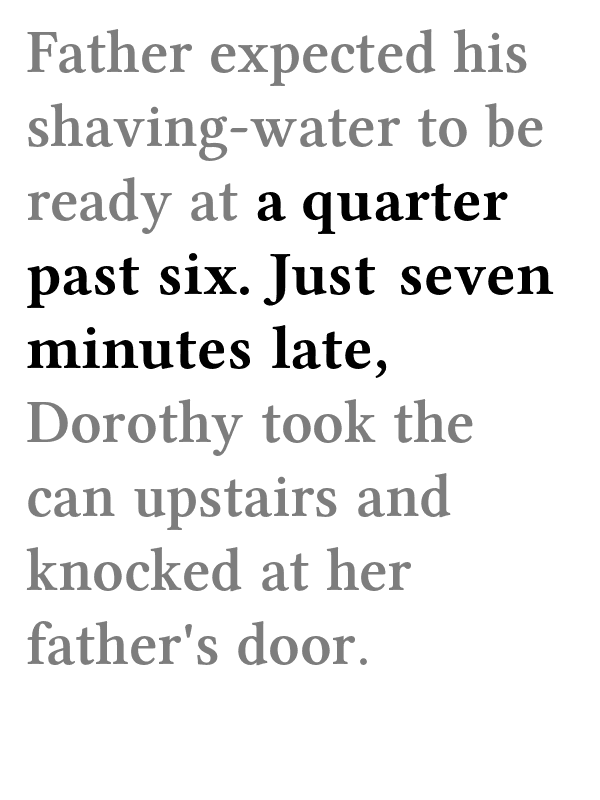 Father expected his
shaving-water to be
ready at a quarter
past six. Just seven
minutes late,
Dorothy took the
can upstairs and
knocked at her
father's door.